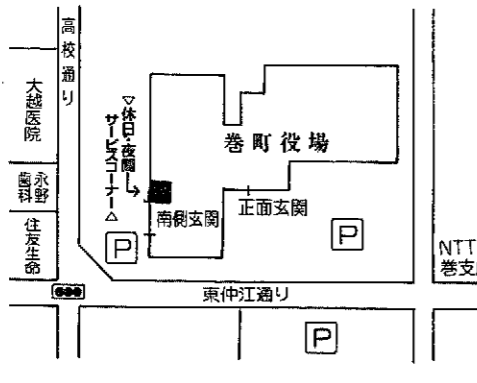 高校通り
大越医院
永野歯科
住友生命
▽休日・夜間
サービスコーナー△
巻町役場
南側玄関
正面玄関
P
P
NTT
巻支
東仲江通り
P